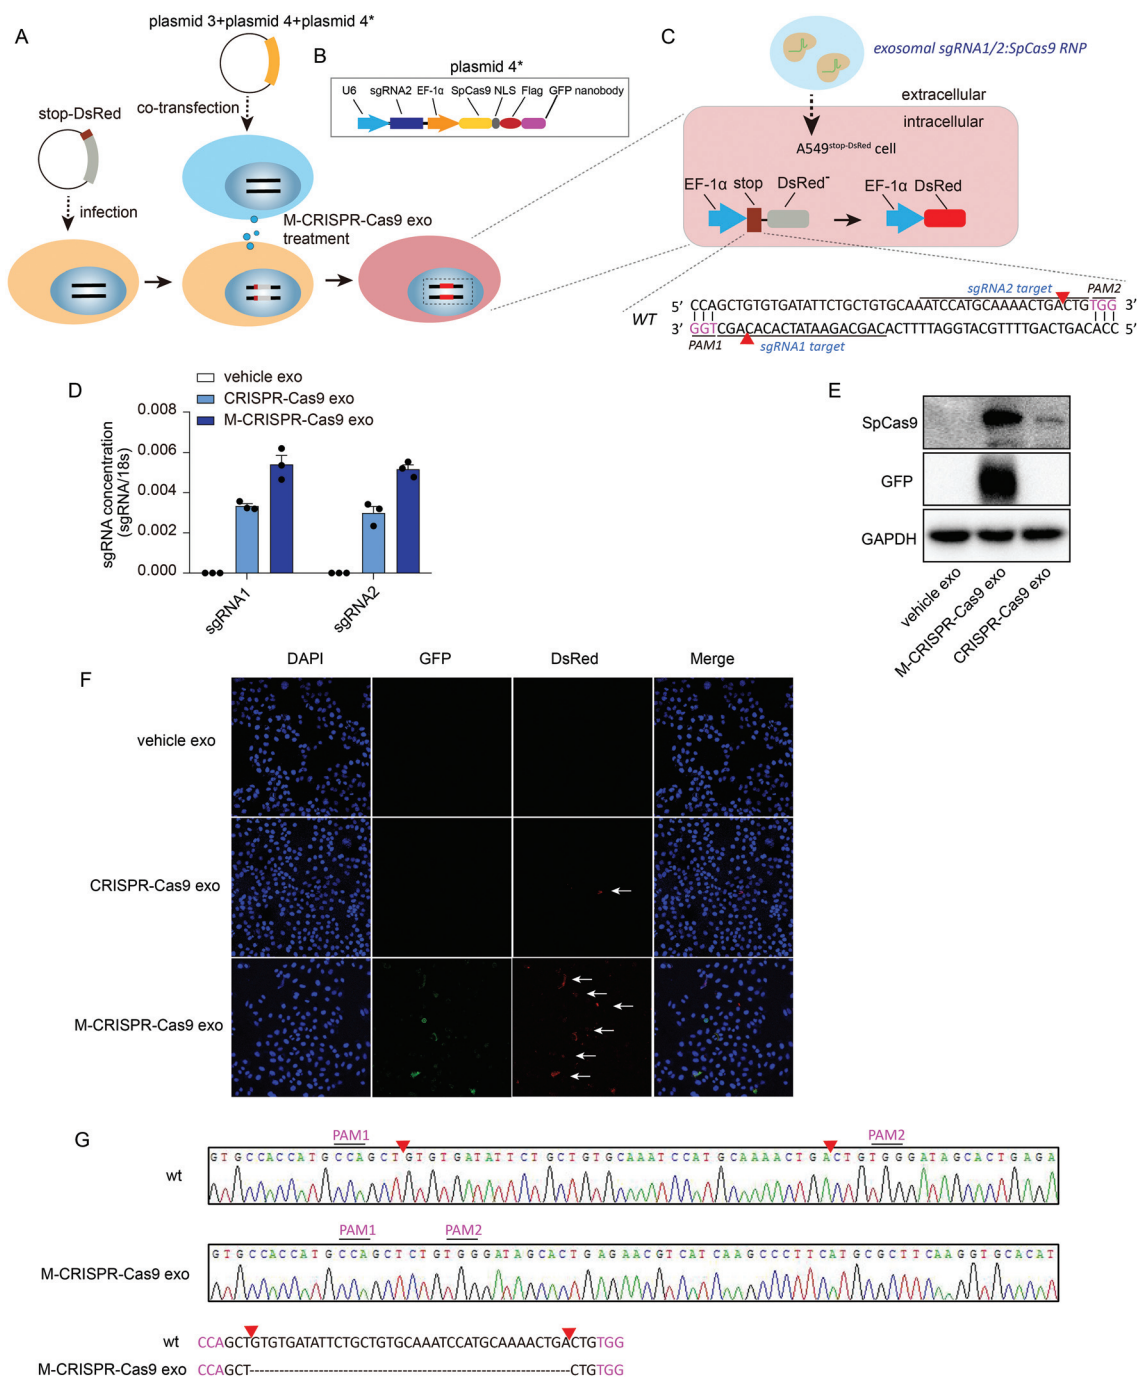 A
plasmid 3+plasmid 4+plasmid 4*
stop-DsRed
co-transfection
infection
M-CRISPR-Cas9 exo
treatment
B
plasmid 4*
U6 sgRNA2 EF-1α SpCas9 NLS Flag GFP nanobody
C
exosomal sgRNA1/2:SpCas9 RNP
extracellular
intracellular
A549stop-DsRed cell
EF-1α stop DsRed- EF-1α DsRed
sgRNA2 target PAM2
5' CCAGCTGTGTGATATTCTGCTGTGCAAATCCATGCAAAACTGACTGTGG 3'
WT
3' GGTCGACACACTATAAGACGACACTTTTAGGTACGTTTTGACTGACACC 5'
PAM1 sgRNA1 target
D
vehicle exo
CRISPR-Cas9 exo
M-CRISPR-Cas9 exo
sgRNA concentration
(sgRNA/18s)
0.008
0.006
0.004
0.002
0.000
sgRNA1 sgRNA2
E
SpCas9
GFP
GAPDH
vehicle exo
M-CRISPR-Cas9 exo
CRISPR-Cas9 exo
F
DAPI GFP DsRed Merge
vehicle exo
CRISPR-Cas9 exo
M-CRISPR-Cas9 exo
G
PAM1 PAM2
GTGCCACCATGCCAGCTGTGTGATATTCTGCTGTGCAAATCCATGCAAAACTGACTGTGGGATAGCACTGAGA
wt
PAM1 PAM2
GTGCCACCATGCCAGCTCTGTGGGATAGCACTGAGAACGTCATCAAGCCCTTCATGCGCTTCAAGGTGCACAT
M-CRISPR-Cas9 exo
wt CCAGCTGTGTGATATTCTGCTGTGCAAATCCATGCAAAACTGACTGTGG
M-CRISPR-Cas9 exo CCAGCT----------------------------------------CTGTGG